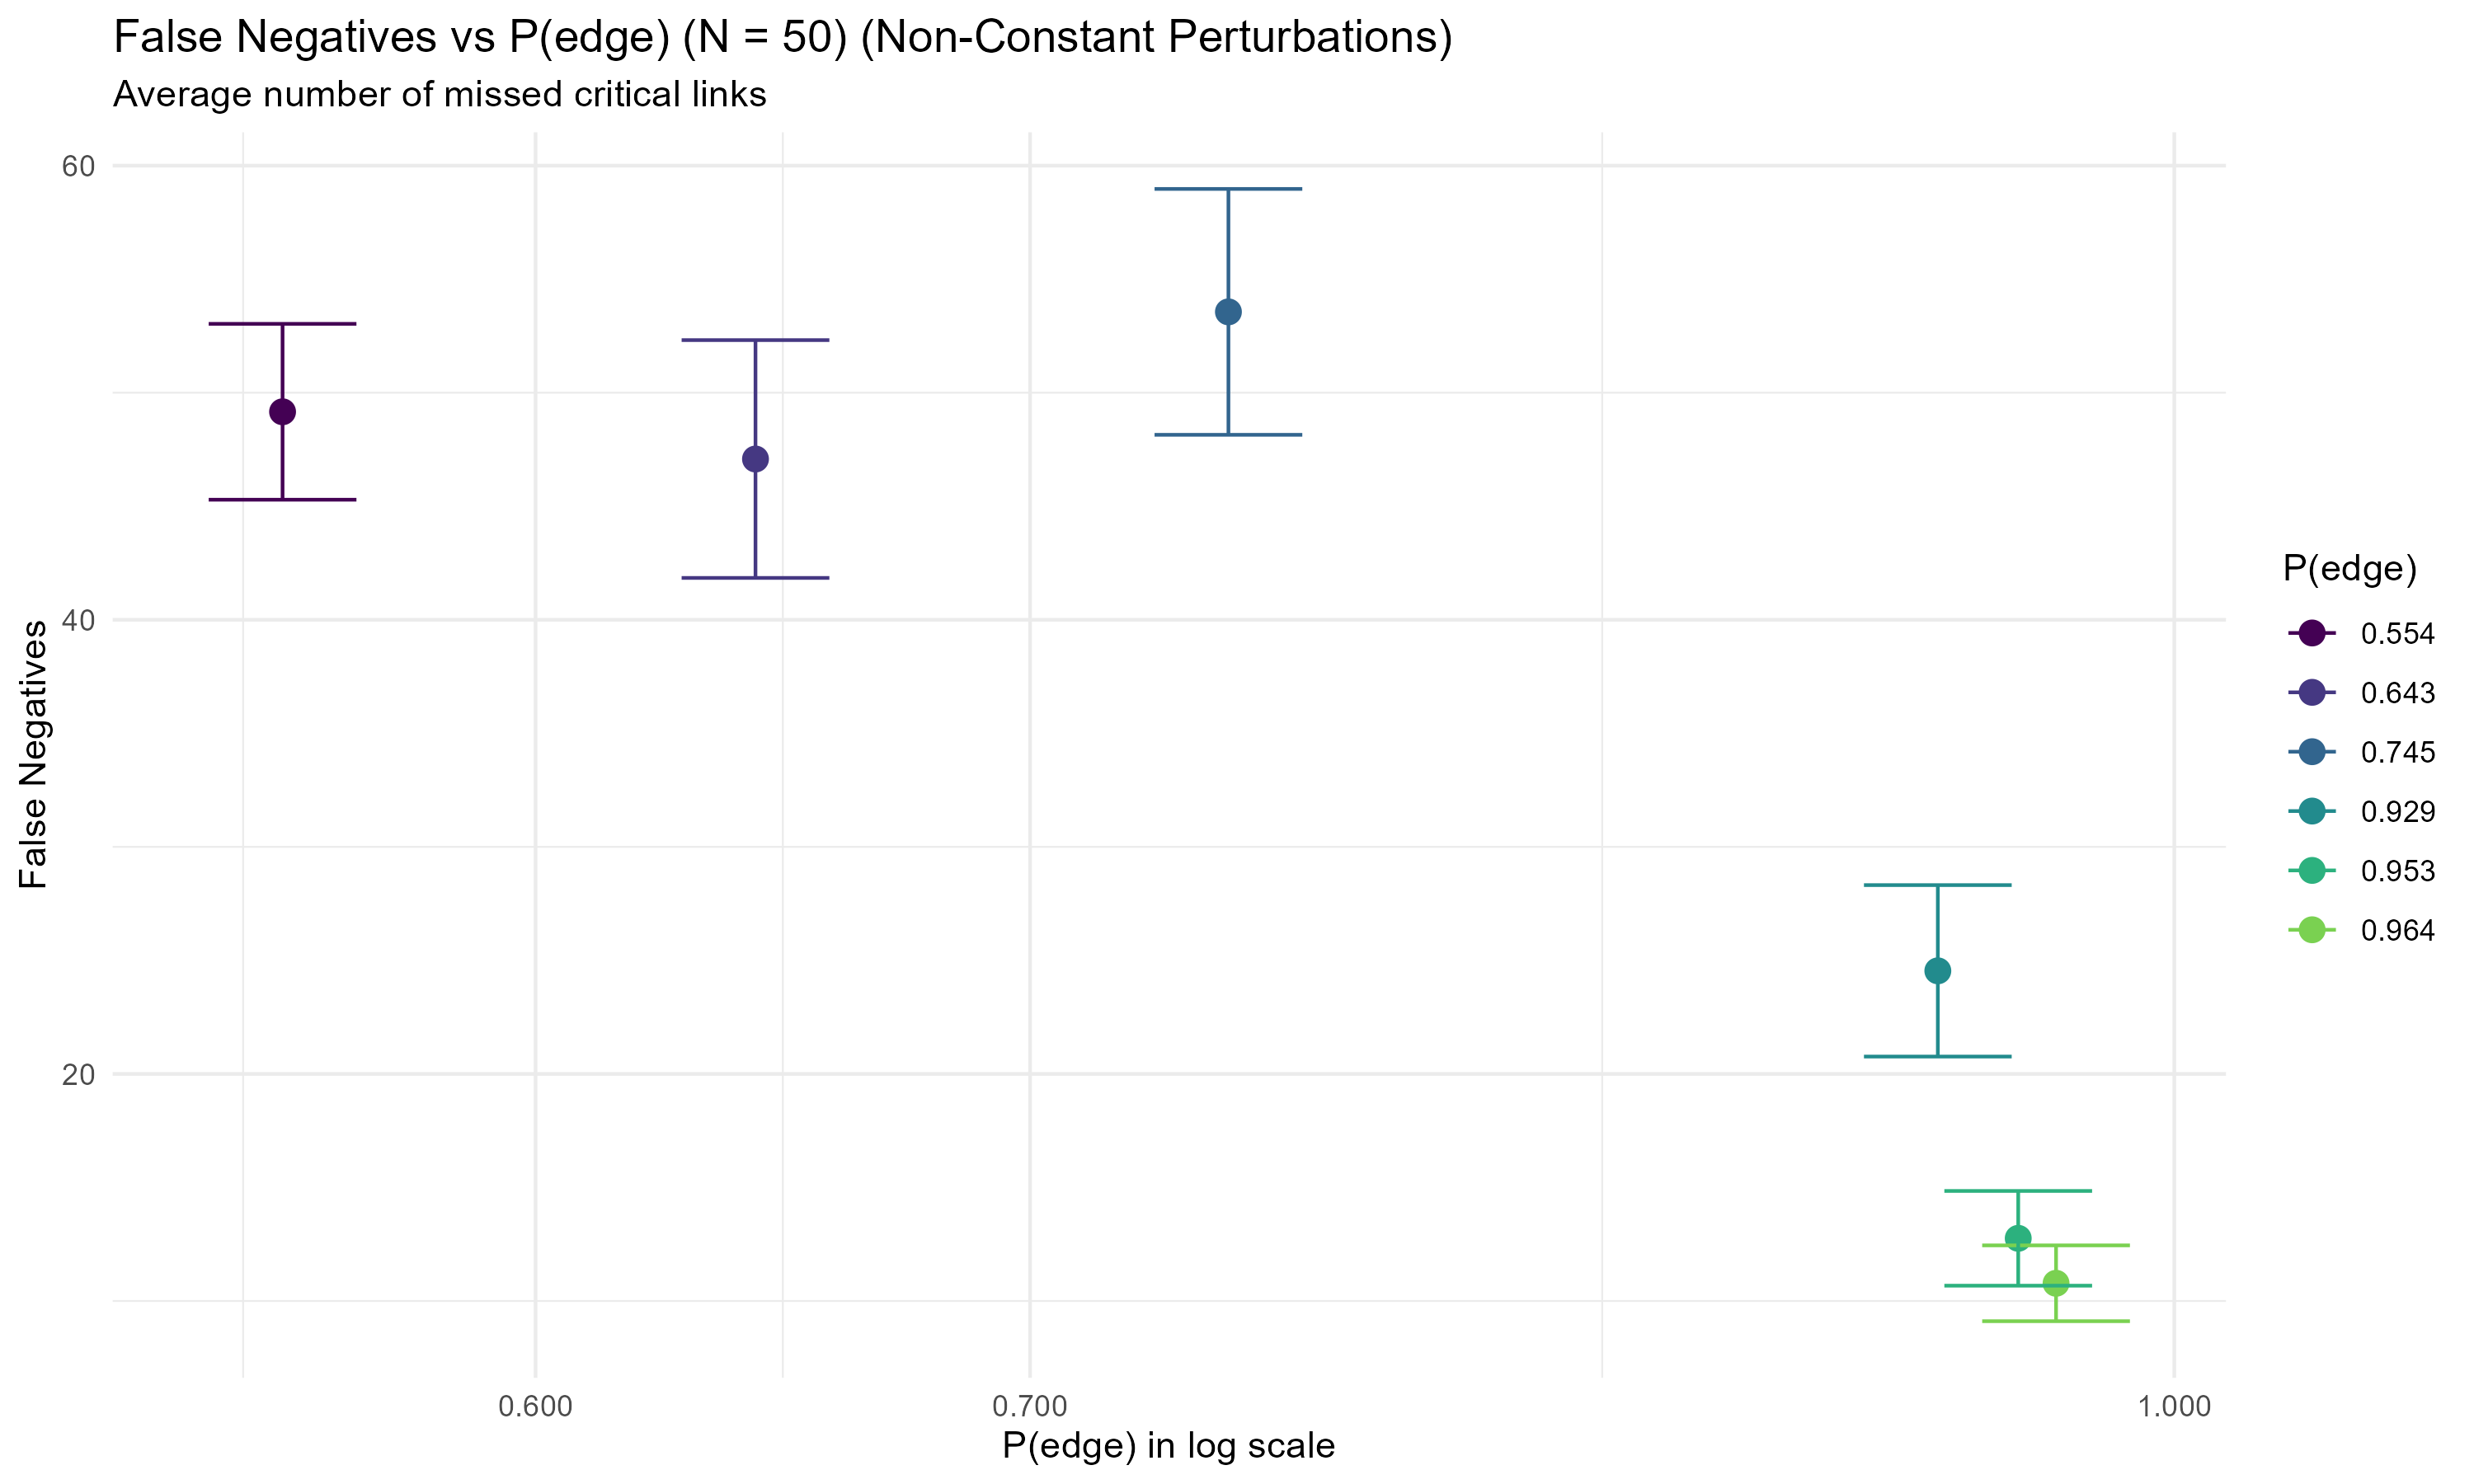 False Negatives vs P(edge) (N = 50) (Non-Constant Perturbations)
Average number of missed critical links
60
40
20
False Negatives
0.600
0.700
1.000
P(edge) in log scale
P(edge)
0.554
0.643
0.745
0.929
0.953
0.964